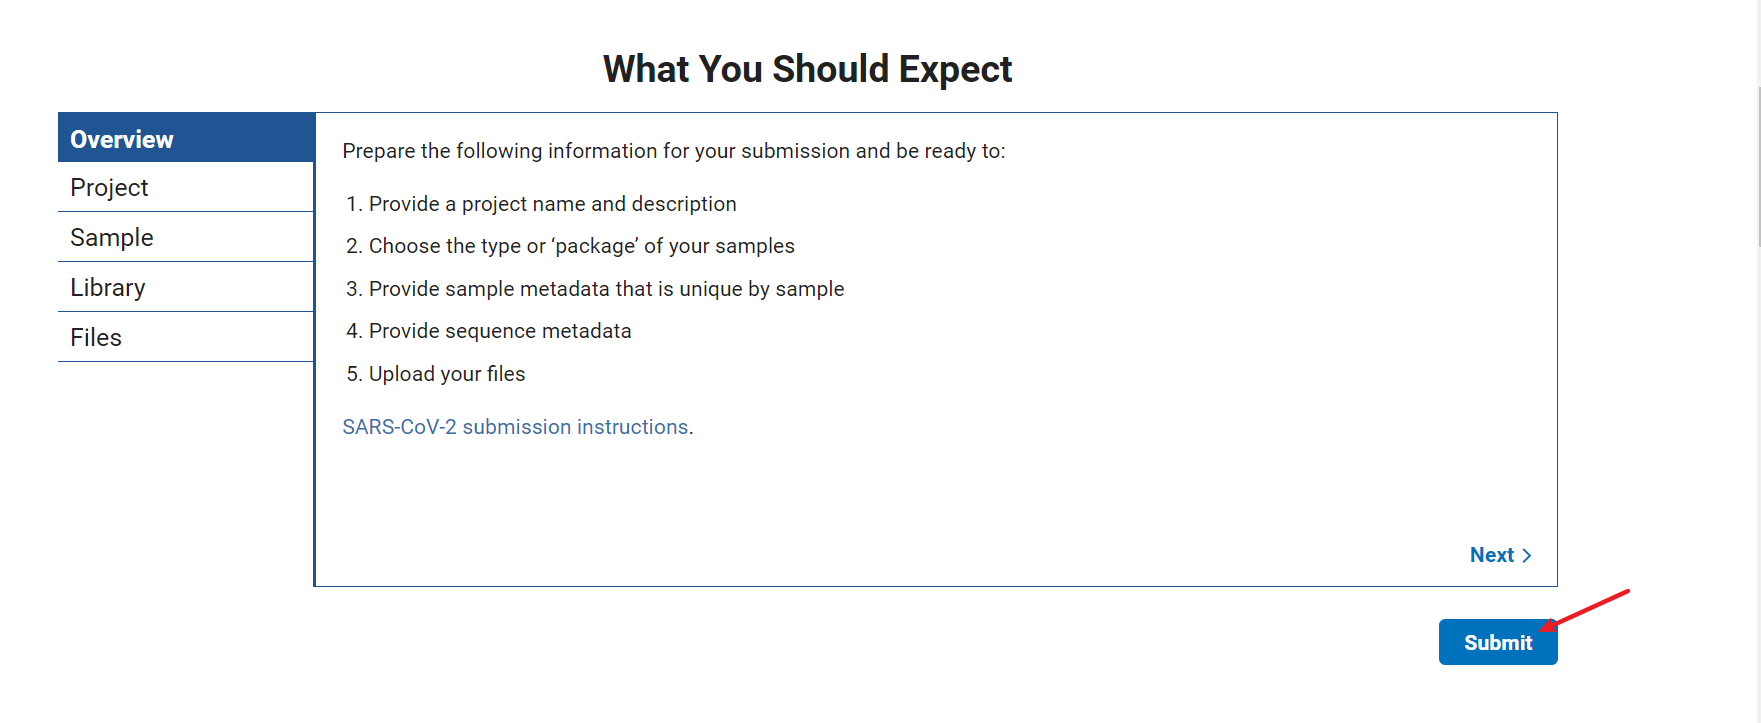 What You Should Expect
Overview
Project
Sample
Library
Files
Prepare the following information for your submission and be ready to:
1. Provide a project name and description
2. Choose the type or ‘package’ of your samples
3. Provide sample metadata that is unique by sample
4. Provide sequence metadata
5. Upload your files
SARS-CoV-2 submission instructions.
Next
Submit